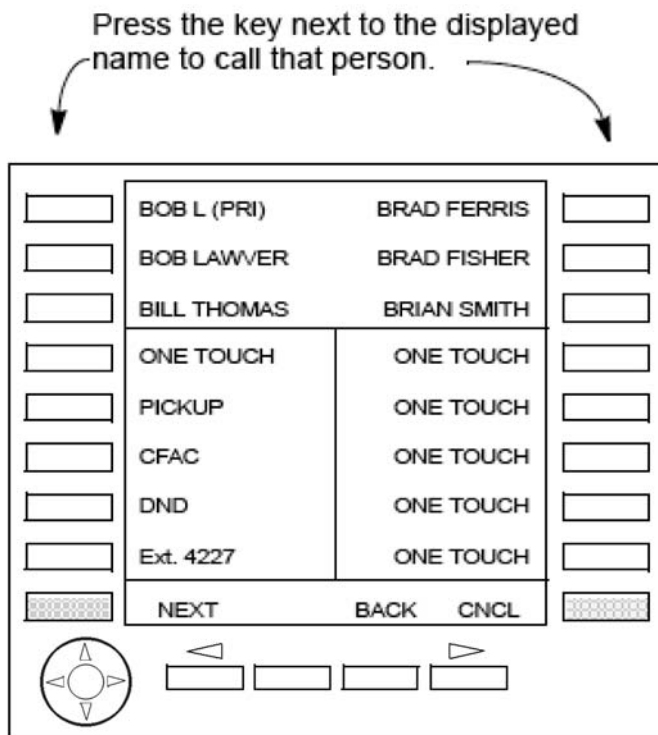 Press the key next to the displayed
name to call that person.
BOB L (PRI) BRAD FERRIS
BOB LAWVER BRAD FISHER
BILL THOMAS BRIAN SMITH
ONE TOUCH ONE TOUCH
PICKUP ONE TOUCH
CFAC ONE TOUCH
DND ONE TOUCH
Ext. 4227 ONE TOUCH
NEXT BACK CNCL